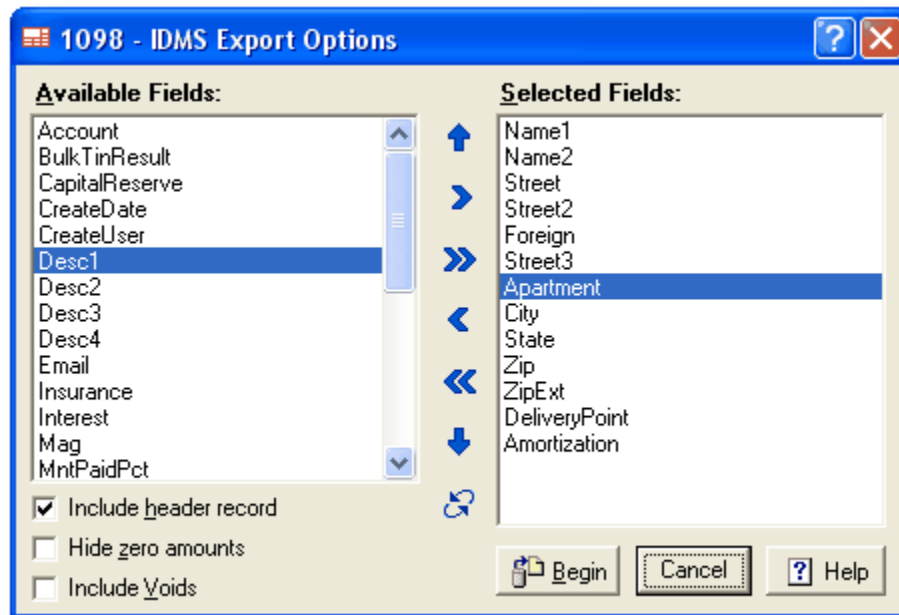 1098 - IDMS Export Options
Available Fields:
Account
BulkTinResult
CapitalReserve
CreateDate
CreateUser
Desc1
Desc2
Desc3
Desc4
Email
Insurance
Interest
Mag
MntPaidPct
Include header record
Hide zero amounts
Include Voids
Selected Fields:
Name1
Name2
Street
Street2
Foreign
Street3
Apartment
City
State
Zip
ZipExt
DeliveryPoint
Amortization
Begin
Cancel
? Help